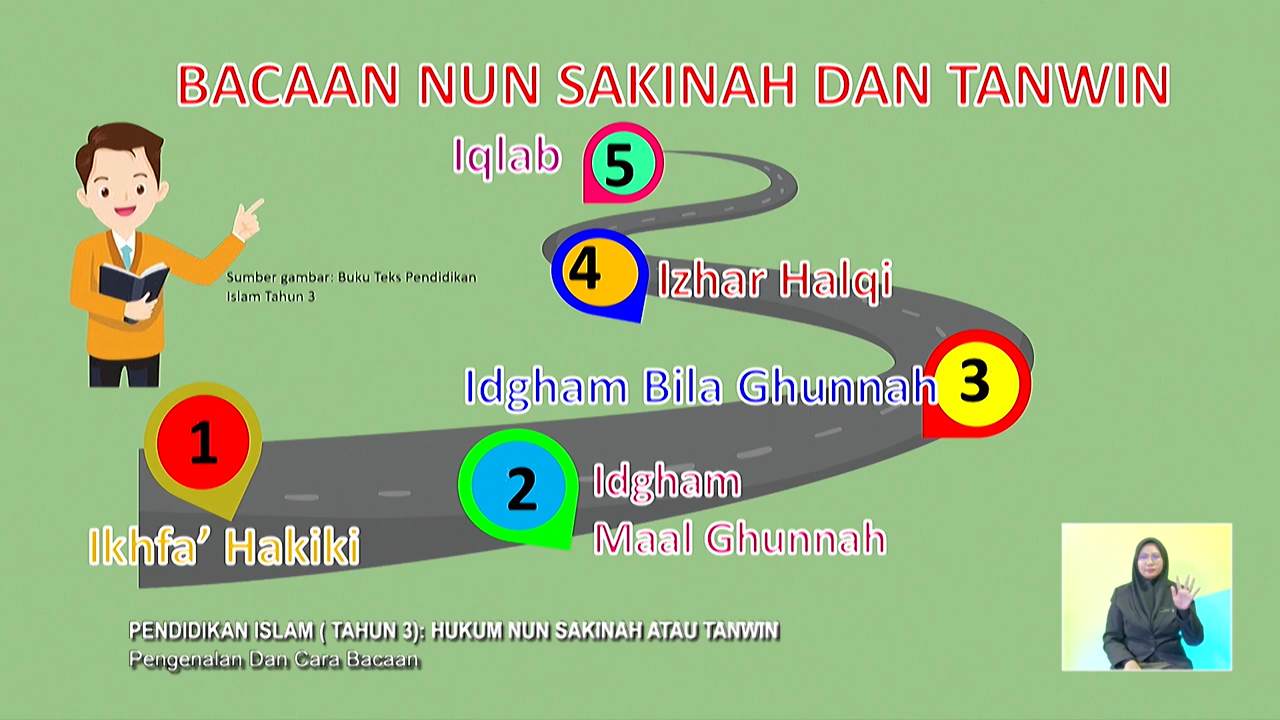 BACAAN NUN SAKINAH DAN TANWIN
Iqlab
5
4
Izhar Halqi
Sumber gambar: Buku Teks Pendidikan
Islam Tahun 3
Idgham Bila Ghunnah
3
1
2
Idgham
Maal Ghunnah
Ikhfa’ Hakiki
PENDIDIKAN ISLAM ( TAHUN 3): HUKUM NUN SAKINAH ATAU TANWIN
Pengenalan Dan Cara Bacaan